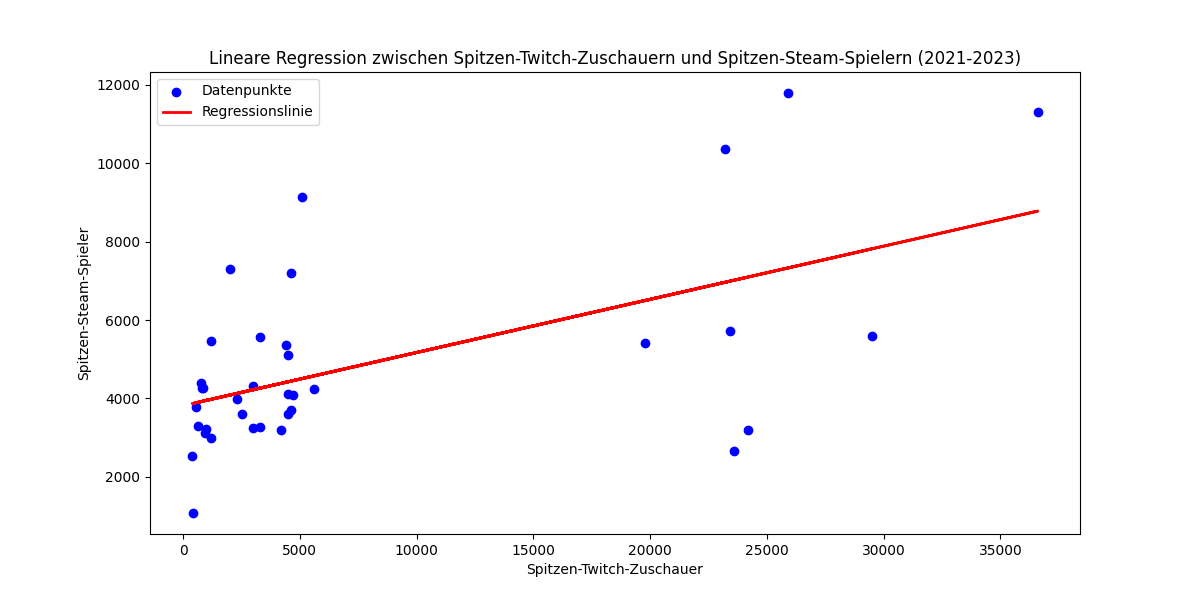 Lineare Regression zwischen Spitzen-Twitch-Zuschauern und Spitzen-Steam-Spielern (2021-2023)
Datenpunkte
Regressionslinie
12000
10000
8000
6000
4000
2000
Spitzen-Steam-Spieler
0 5000 10000 15000 20000 25000 30000 35000
Spitzen-Twitch-Zuschauer